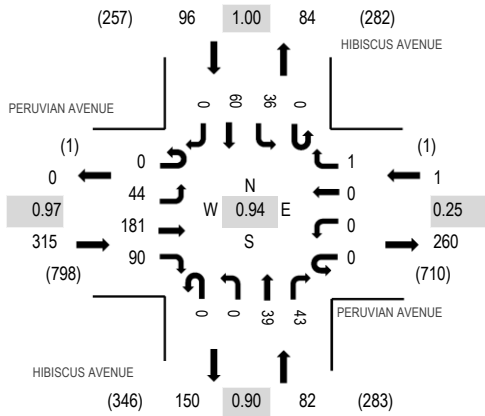 (257) 96 1.00 84 (282)
HIBISCUS AVENUE
PERUVIAN AVENUE
0 60 36 0
(1) 0 1 (1)
0 44 N 0 1
0.97 181 W 0.94 E 0 0.25
315 90 S 0 260
(798) (710)
0 0 39 43
PERUVIAN AVENUE
HIBISCUS AVENUE
(346) 150 0.90 82 (283)